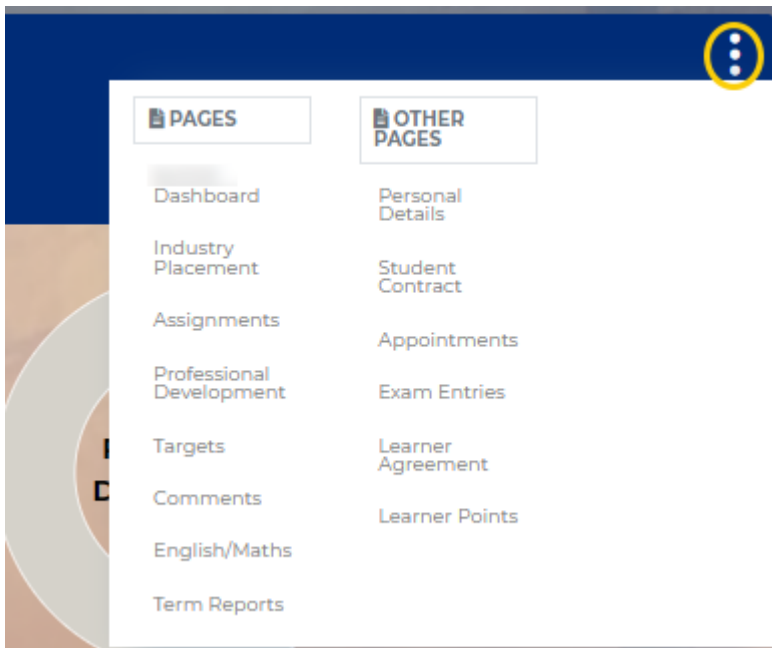 PAGES
Dashboard
Industry
Placement
Assignments
Professional
Development
Targets
Comments
English/Maths
Term Reports
OTHER
PAGES
Personal
Details
Student
Contract
Appointments
Exam Entries
Learner
Agreement
Learner Points